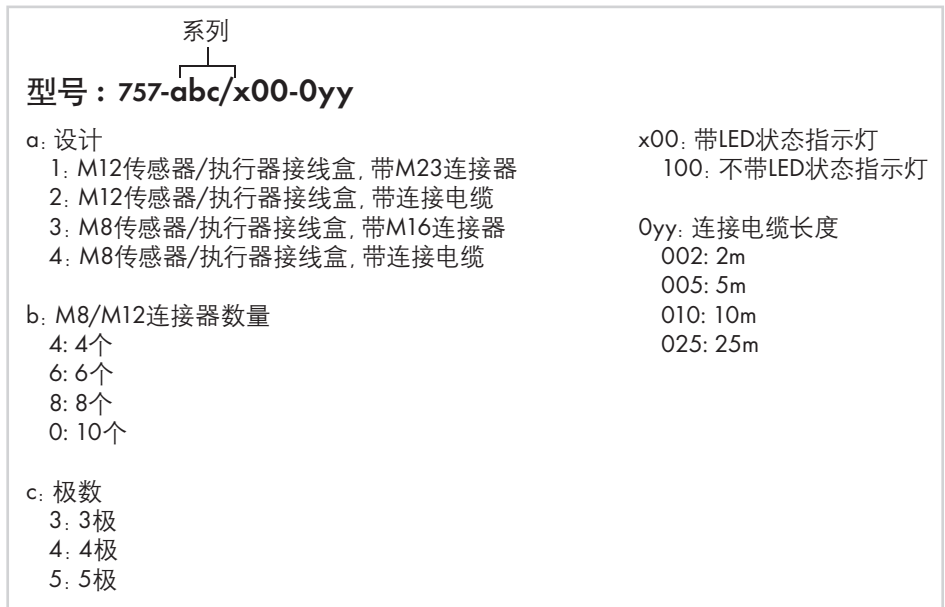 系列
型号：757-abc/x00-0yy
a: 设计
1: M12传感器/执行器接线盒, 带M23连接器
2: M12传感器/执行器接线盒, 带连接电缆
3: M8传感器/执行器接线盒, 带M16连接器
4: M8传感器/执行器接线盒, 带连接电缆
b: M8/M12连接器数量
4: 4个
6: 6个
8: 8个
0: 10个
c: 极数
3: 3极
4: 4极
5: 5极
x00: 带LED状态指示灯
100: 不带LED状态指示灯
0yy: 连接电缆长度
002: 2m
005: 5m
010: 10m
025: 25m